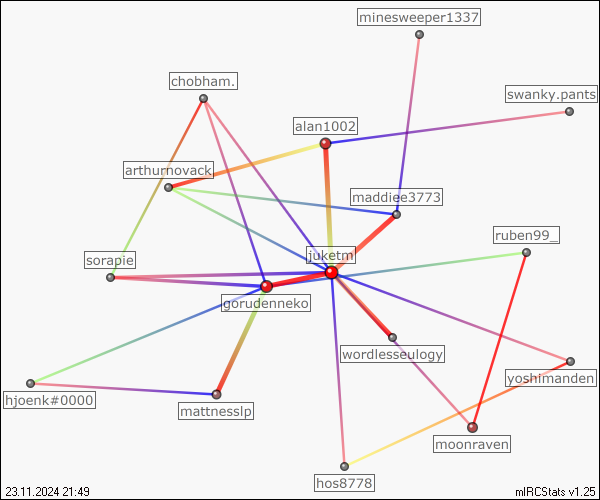 minesweeper1337
chobham.
swanky.pants
alan1002
arthurnovack
maddiee3773
ruben99_
juketm
sorapie
gorudenneko
wordlesseulogy
yoshimanden
hjoenk#0000
mattnesslp
moonraven
hos8778
23.11.2024 21:49
mIRCStats v1.25